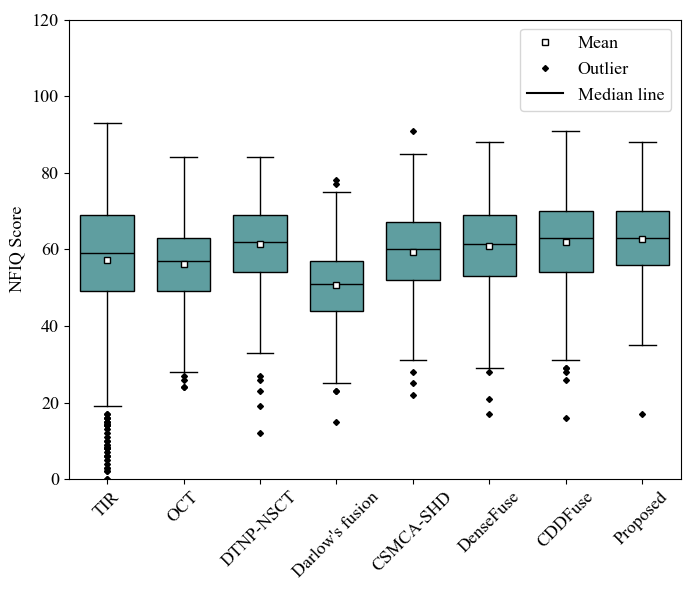 120
100
80
60
40
20
0
NFIQ Score
Mean
Outlier
Median line
TIR
OCT
DTNP-NSCT
Darlow's fusion
CSMCA-SHD
DenseFuse
CDDFuse
Proposed